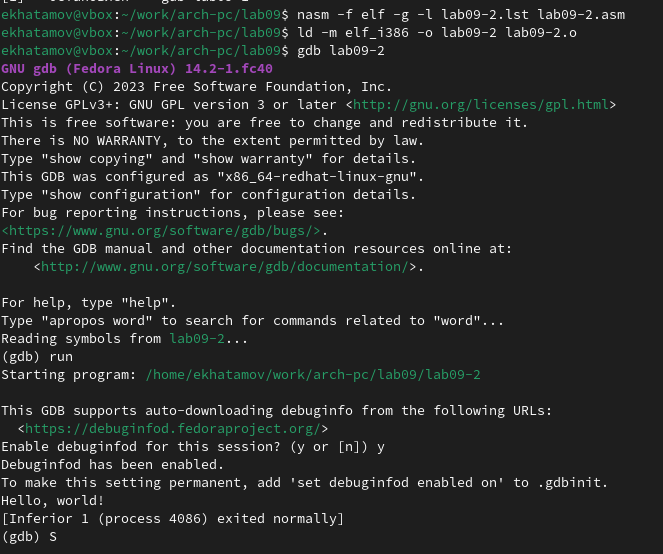 ekhatamov@vbox:~/work/arch-pc/lab09$ nasm -f elf -g -l lab09-2.lst lab09-2.asm
ekhatamov@vbox:~/work/arch-pc/lab09$ ld -m elf_i386 -o lab09-2 lab09-2.o
ekhatamov@vbox:~/work/arch-pc/lab09$ gdb lab09-2
GNU gdb (Fedora Linux) 14.2-1.fc40
Copyright (C) 2023 Free Software Foundation, Inc.
License GPLv3+: GNU GPL version 3 or later <http://gnu.org/licenses/gpl.html>
This is free software: you are free to change and redistribute it.
There is NO WARRANTY, to the extent permitted by law.
Type "show copying" and "show warranty" for details.
This GDB was configured as "x86_64-redhat-linux-gnu".
Type "show configuration" for configuration details.
For bug reporting instructions, please see:
<https://www.gnu.org/software/gdb/bugs/>.
Find the GDB manual and other documentation resources online at:
    <http://www.gnu.org/software/gdb/documentation/>.

For help, type "help".
Type "apropos word" to search for commands related to "word"...
Reading symbols from lab09-2...
(gdb) run
Starting program: /home/ekhatamov/work/arch-pc/lab09/lab09-2

This GDB supports auto-downloading debuginfo from the following URLs:
  <https://debuginfod.fedoraproject.org/>
Enable debuginfod for this session? (y or [n]) y
Debuginfod has been enabled.
To make this setting permanent, add 'set debuginfod enabled on' to .gdbinit.
Hello, world!
[Inferior 1 (process 4086) exited normally]
(gdb) S